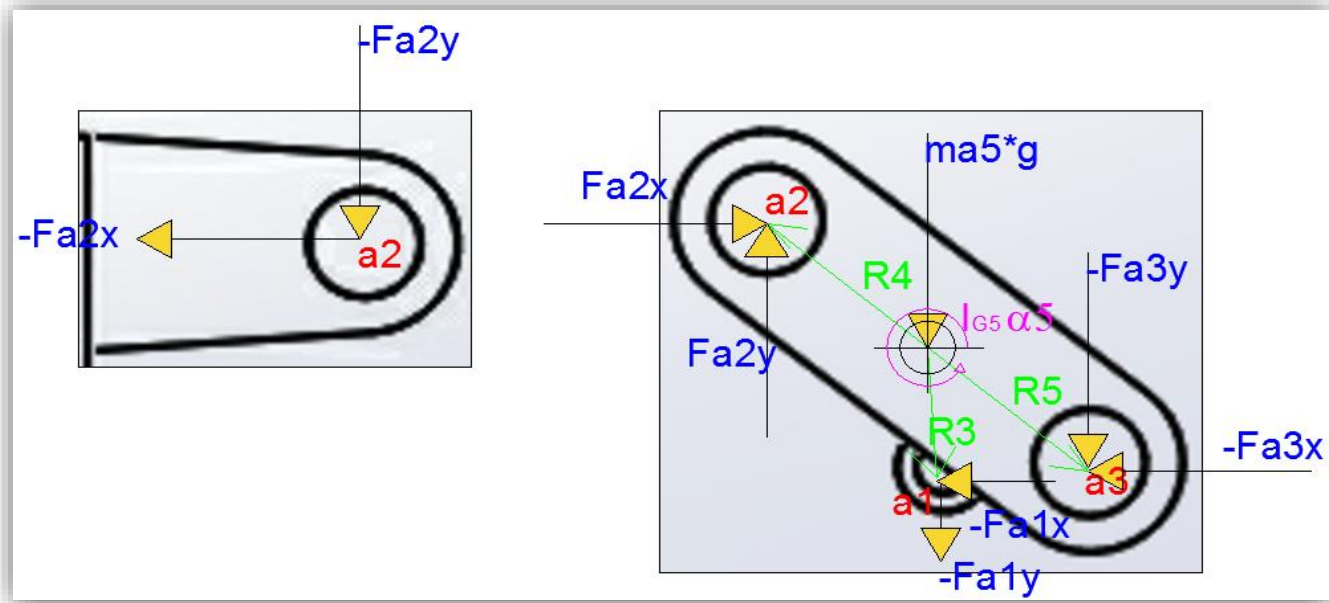 -Fa2y
-Fa2x
a2
ma5*g
Fa2x
a2
-Fa3y
R4
IG5 α5
Fa2y
R5
R3
-Fa3x
a3
a1
-Fa1x
-Fa1y